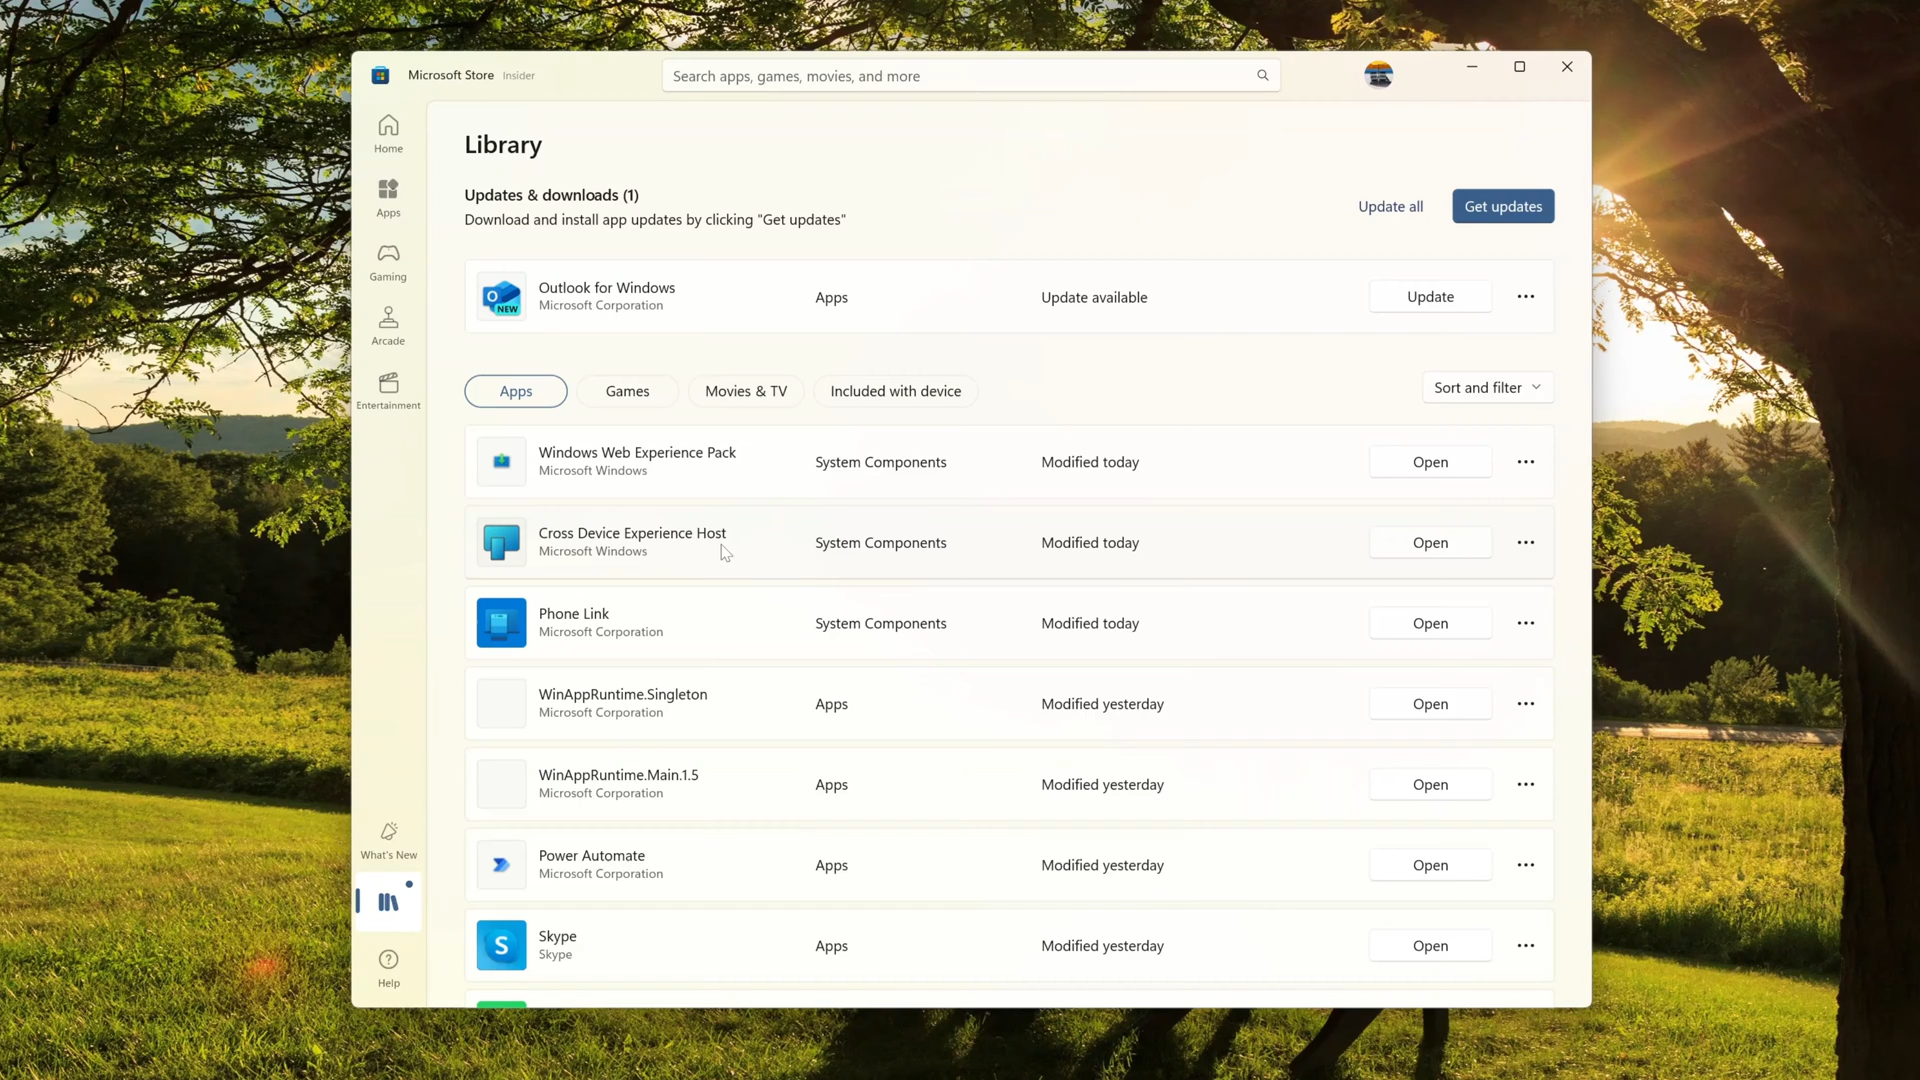 Microsoft Store Insider
Search apps, games, movies, and more
Home
Apps
Gaming
Arcade
Entertainment
What's New
Help
Library
Updates & downloads (1)
Download and install app updates by clicking "Get updates"
Update all
Get updates
NEW
Outlook for Windows
Microsoft Corporation
Apps
Update available
Update
Apps
Games
Movies & TV
Included with device
Sort and filter
Windows Web Experience Pack
Microsoft Windows
System Components
Modified today
Open
Cross Device Experience Host
Microsoft Windows
System Components
Modified today
Open
Phone Link
Microsoft Corporation
System Components
Modified today
Open
WinAppRuntime.Singleton
Microsoft Corporation
Apps
Modified yesterday
Open
WinAppRuntime.Main.1.5
Microsoft Corporation
Apps
Modified yesterday
Open
Power Automate
Microsoft Corporation
Apps
Modified yesterday
Open
S
Skype
Skype
Apps
Modified yesterday
Open